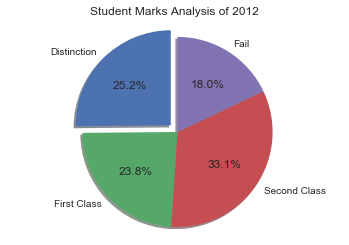 Student Marks Analysis of 2012
Distinction
Fail
25.2%
18.0%
23.8%
33.1%
First Class
Second Class